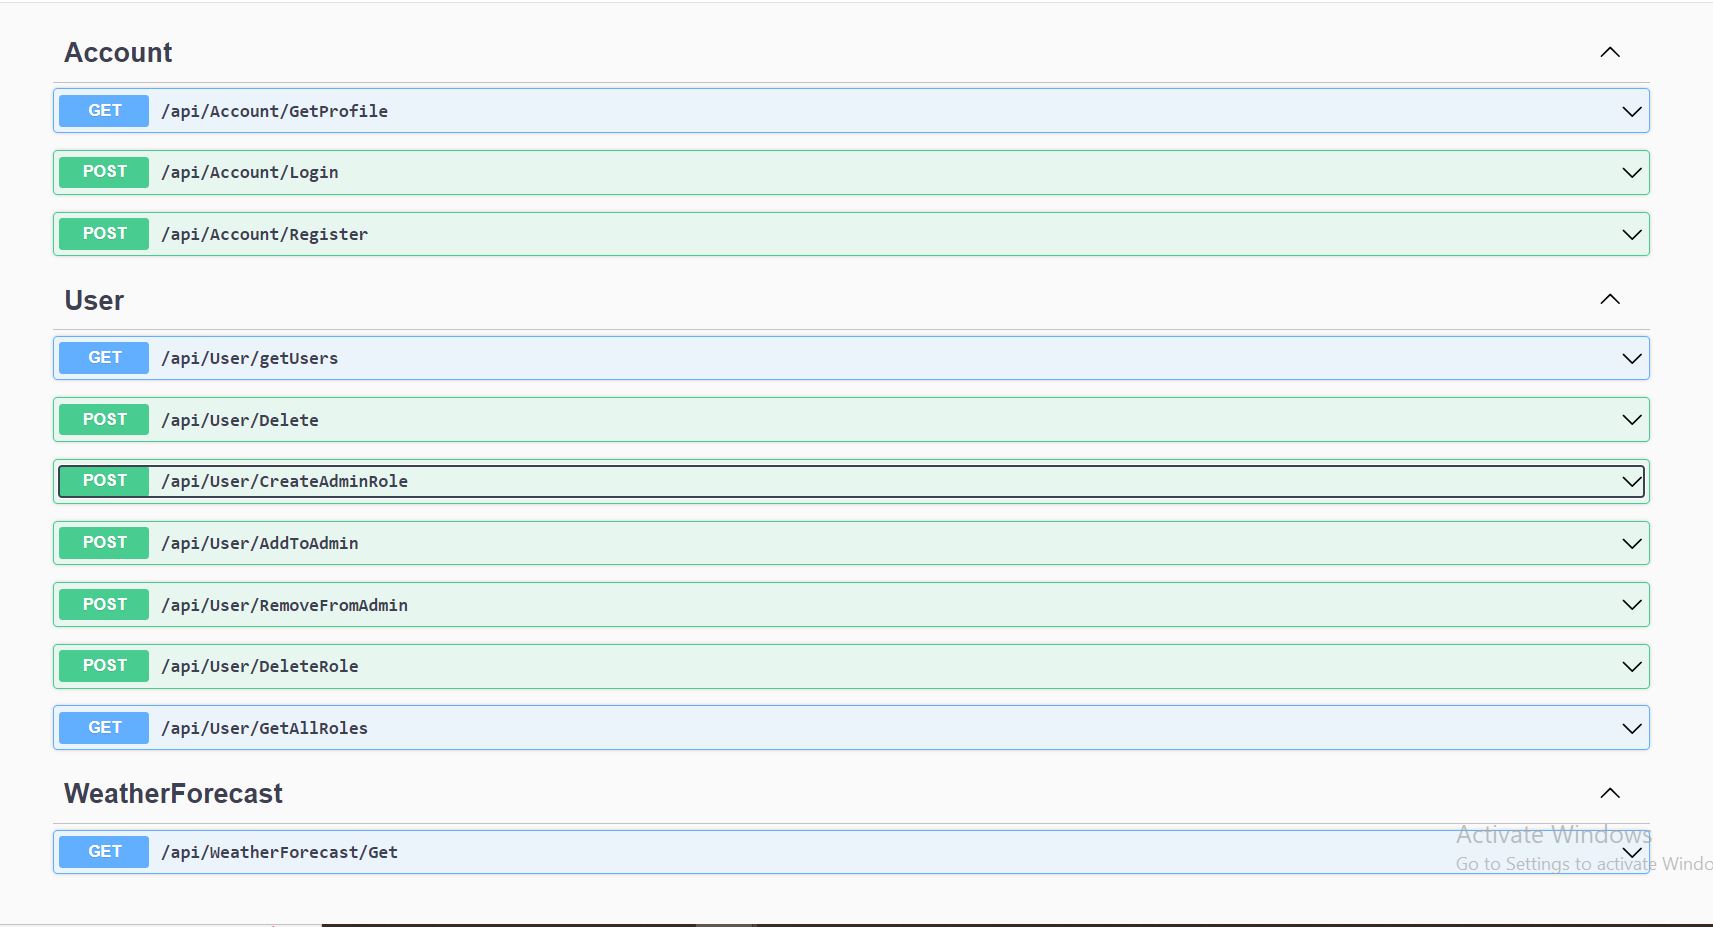 Account
GET /api/Account/GetProfile
POST /api/Account/Login
POST /api/Account/Register
User
GET /api/User/getUsers
POST /api/User/Delete
POST /api/User/CreateAdminRole
POST /api/User/AddToAdmin
POST /api/User/RemoveFromAdmin
POST /api/User/DeleteRole
GET /api/User/GetAllRoles
WeatherForecast
GET /api/WeatherForecast/Get
Activate Windows
Go to Settings to activate Windo